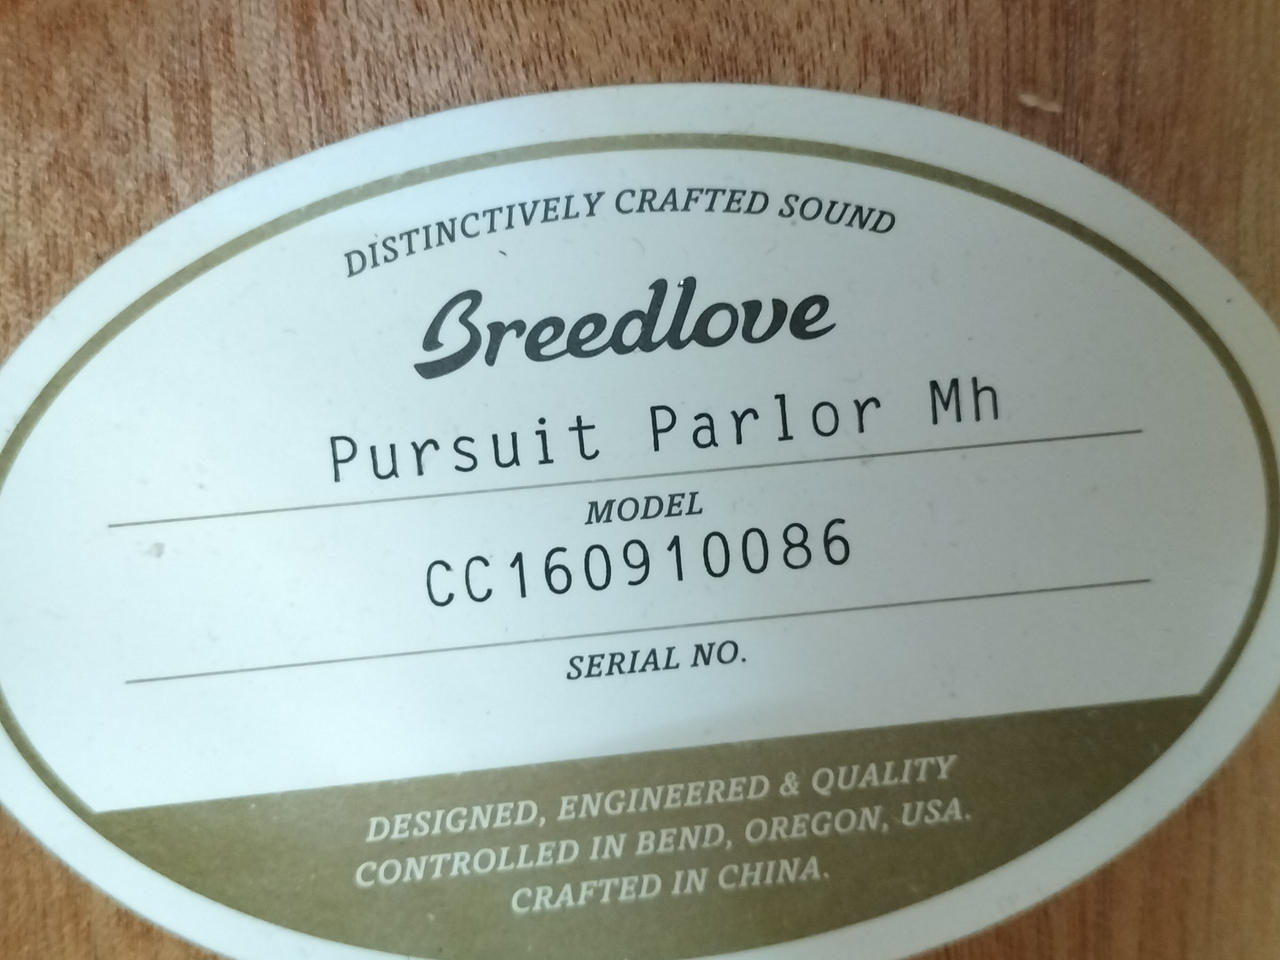 DISTINCTIVELY CRAFTED SOUND
Breedlove
Pursuit Parlor Mh
MODEL
CC160910086
SERIAL NO.
DESIGNED, ENGINEERED & QUALITY
CONTROLLED IN BEND, OREGON, USA.
CRAFTED IN CHINA.